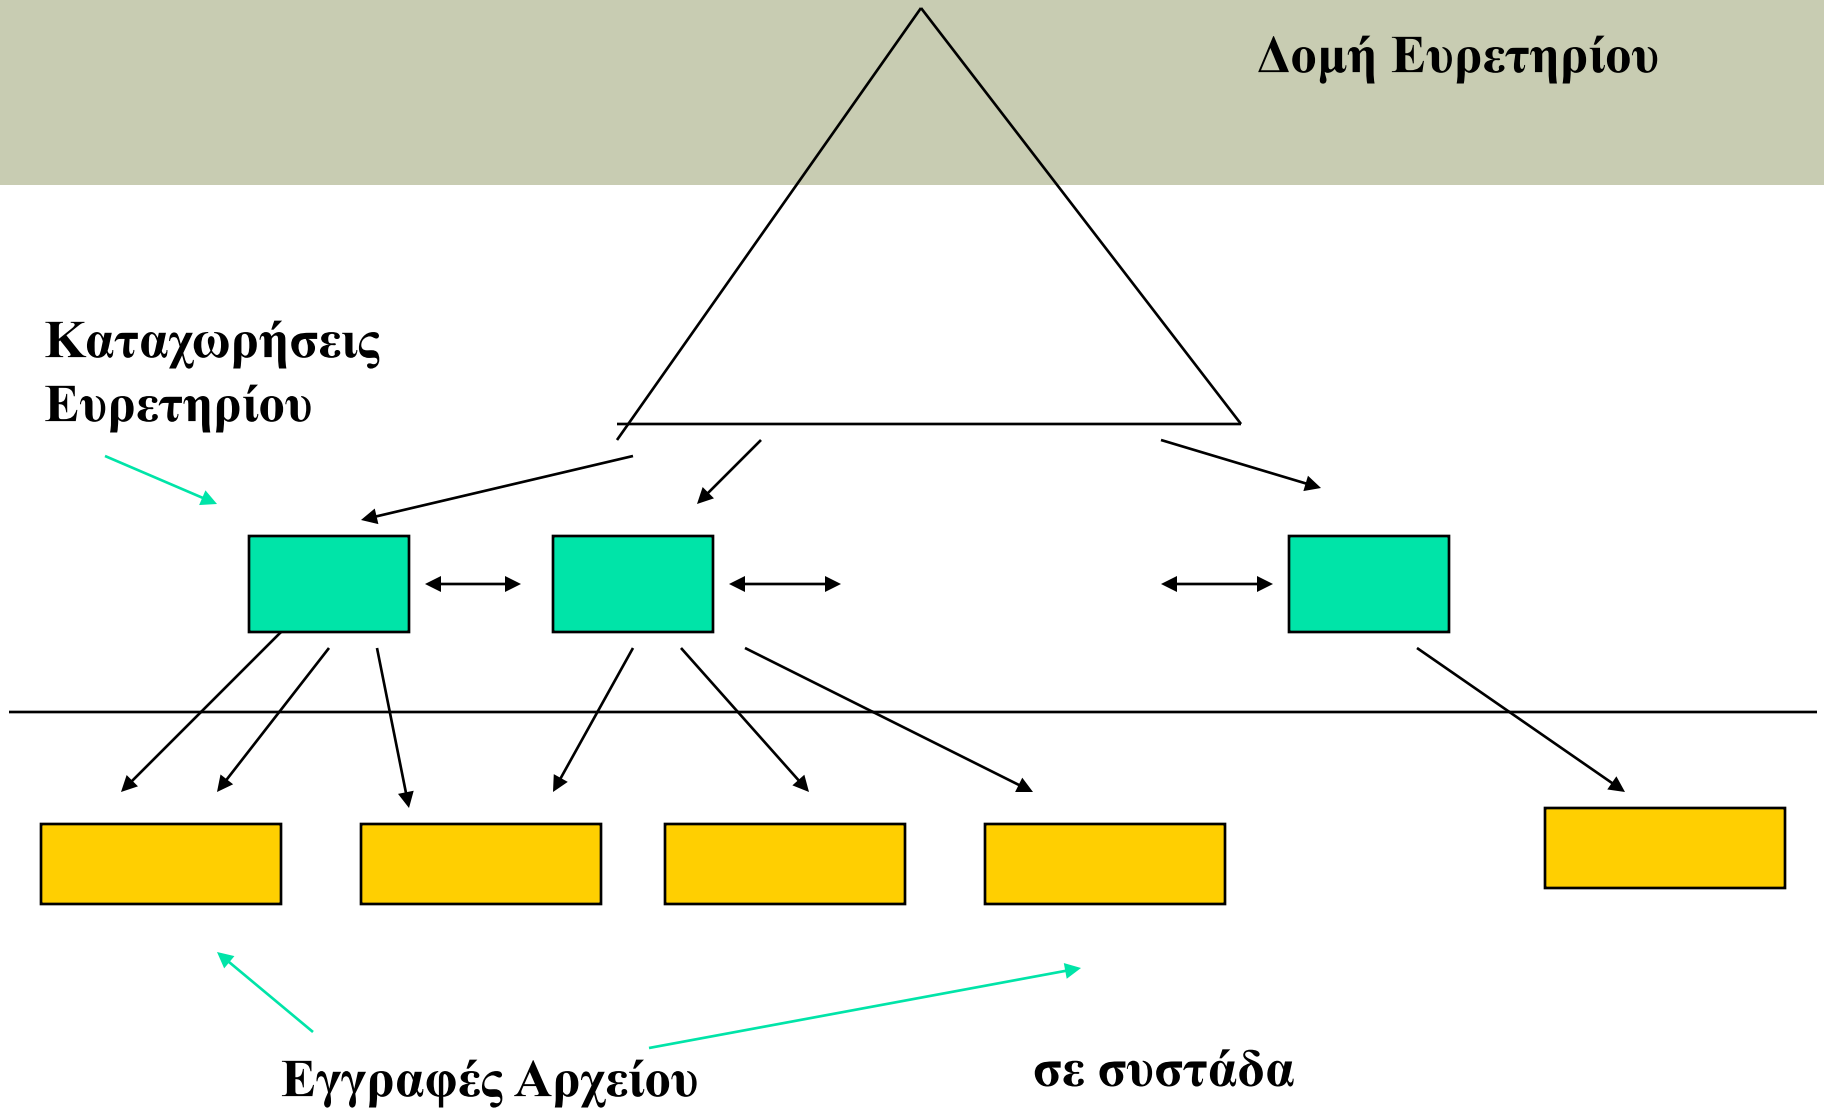 Δομή Ευρετηρίου
Καταχωρήσεις
Ευρετηρίου
Εγγραφές Αρχείου
σε συστάδα